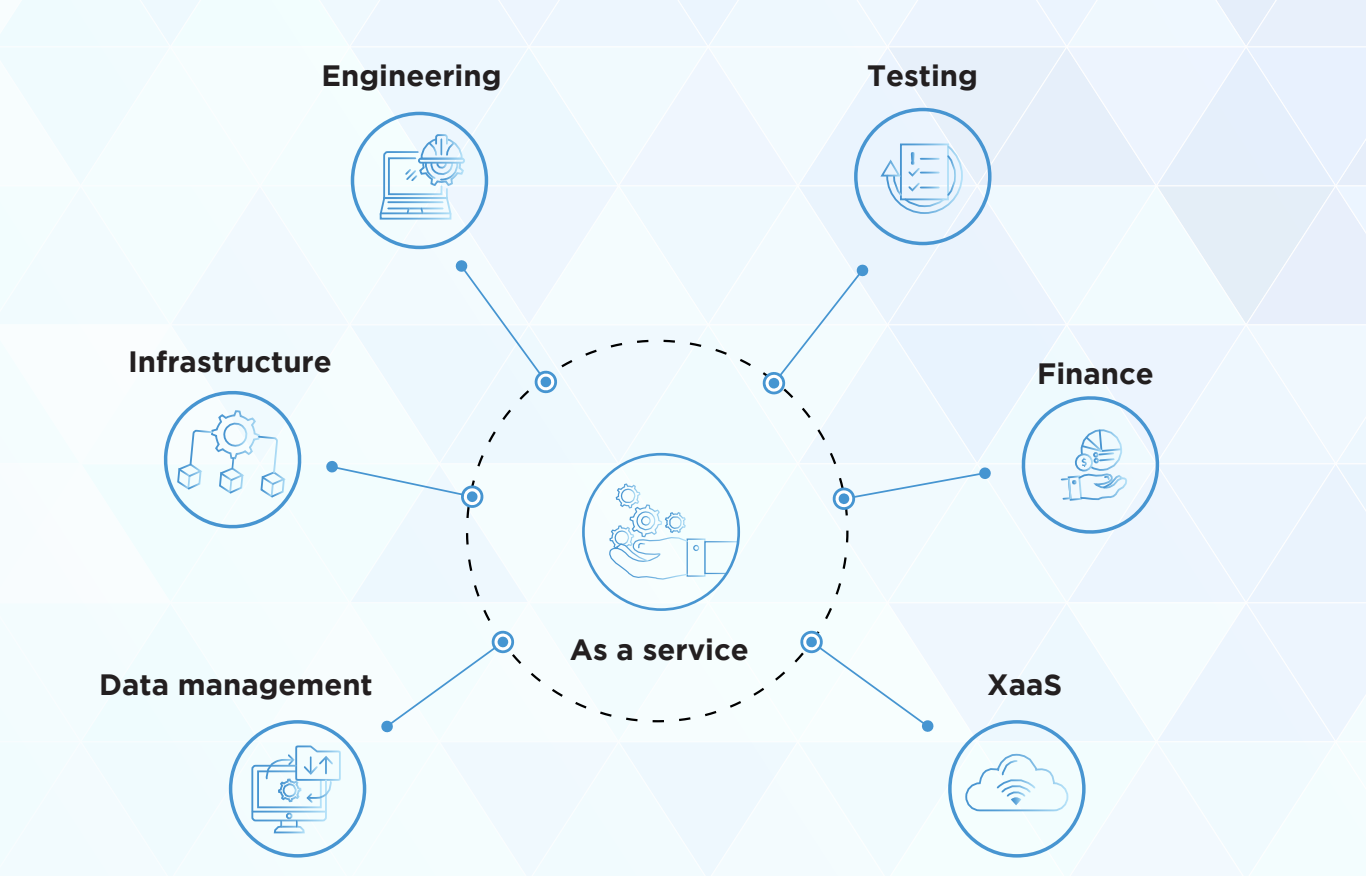 Engineering
Testing
Infrastructure
Finance
As a service
Data management
XaaS
$